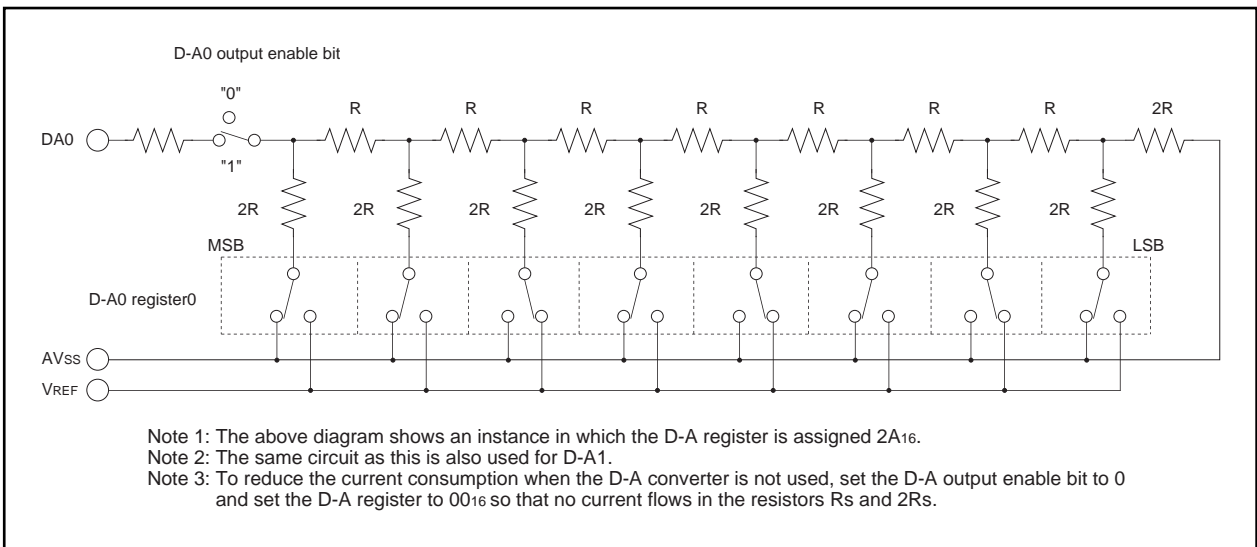 D-A0 output enable bit
"0"
R R R R R R R 2R
DA0
"1"
2R 2R 2R 2R 2R 2R 2R 2R
MSB LSB
D-A0 register0
AVSS
VREF
Note 1: The above diagram shows an instance in which the D-A register is assigned 2A16.
Note 2: The same circuit as this is also used for D-A1.
Note 3: To reduce the current consumption when the D-A converter is not used, set the D-A output enable bit to 0
and set the D-A register to 0016 so that no current flows in the resistors Rs and 2Rs.